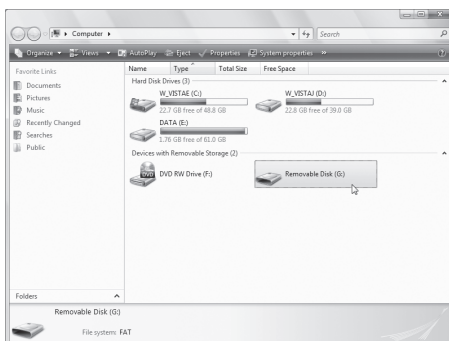 Computer
Search
Organize Views AutoPlay Eject Properties System properties »
Favorite Links
Documents
Pictures
Music
Recently Changed
Searches
Public
Folders
Name Type Total Size Free Space
Hard Disk Drives (3)
W_VISTAE (C:)
22.7 GB free of 48.8 GB
W_VISTAJ (D:)
22.8 GB free of 39.0 GB
DATA (E:)
1.76 GB free of 61.0 GB
Devices with Removable Storage (2)
DVD
DVD RW Drive (F:)
Removable Disk (G:)
Removable Disk (G:)
File system: FAT